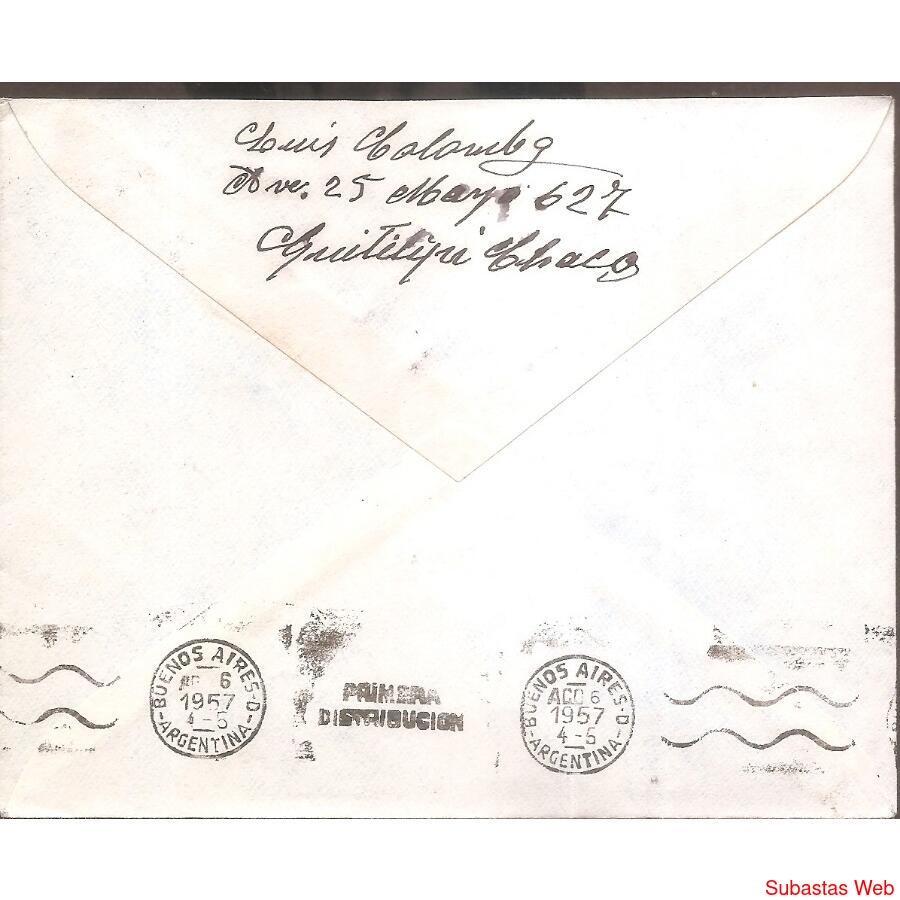 Luis Colombo
Ave. 25 Mayo 627
Quitilipi Chaco
BUENOS AIRES-D
6
1957
4-5
ARGENTINA
PRIMERA
DISTRIBUCION
BUENOS AIRES-D
AGO 6
1957
4-5
ARGENTINA
Subastas Web